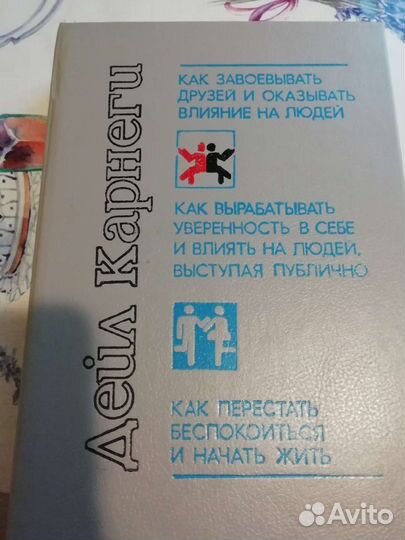 Дейл Карнеги
КАК ЗАВОЕВЫВАТЬ
ДРУЗЕЙ И ОКАЗЫВАТЬ
ВЛИЯНИЕ НА ЛЮДЕЙ
КАК ВЫРАБАТЫВАТЬ
УВЕРЕННОСТЬ В СЕБЕ
И ВЛИЯТЬ НА ЛЮДЕЙ,
ВЫСТУПАЯ ПУБЛИЧНО
КАК ПЕРЕСТАТЬ
БЕСПОКОИТЬСЯ
И НАЧАТЬ ЖИТЬ
Avito